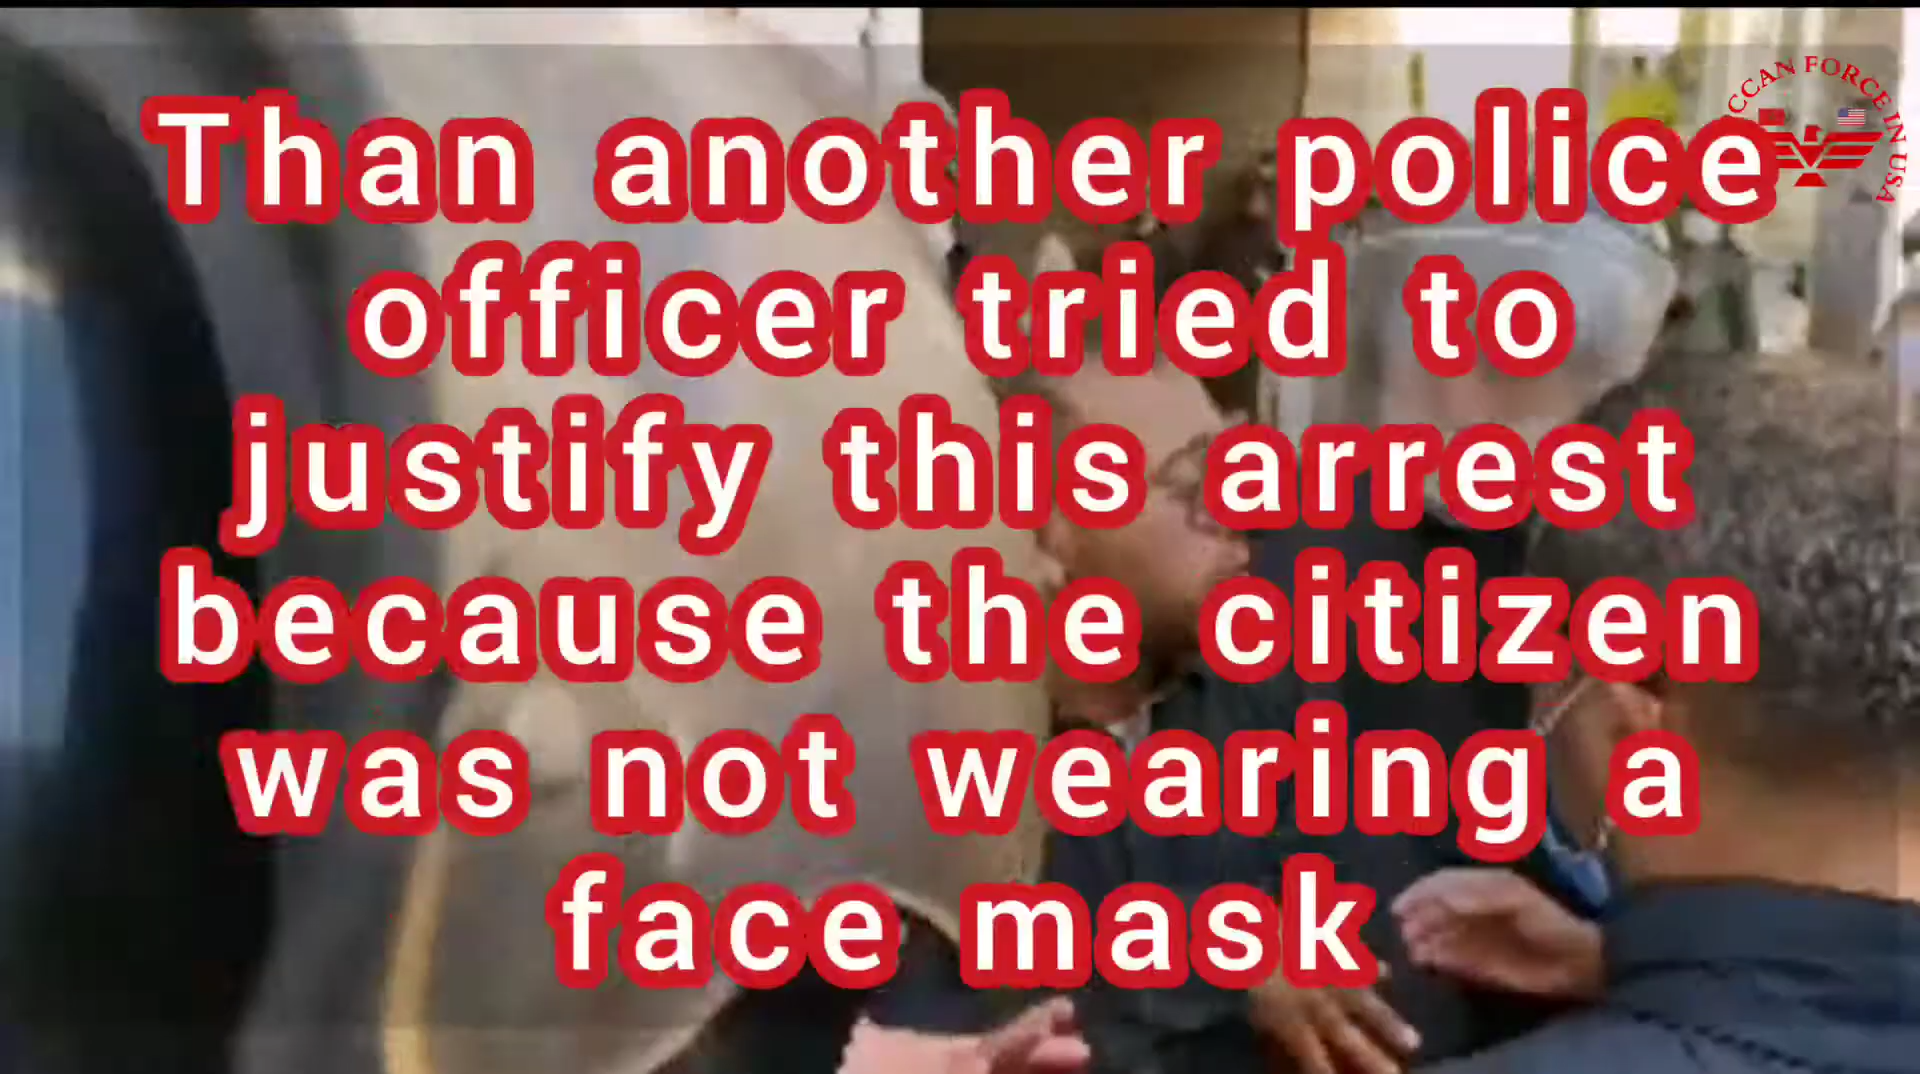 Than another police
officer tried to
justify this arrest
because the citizen
was not wearing a
face mask
CCAN FORCE IN USA